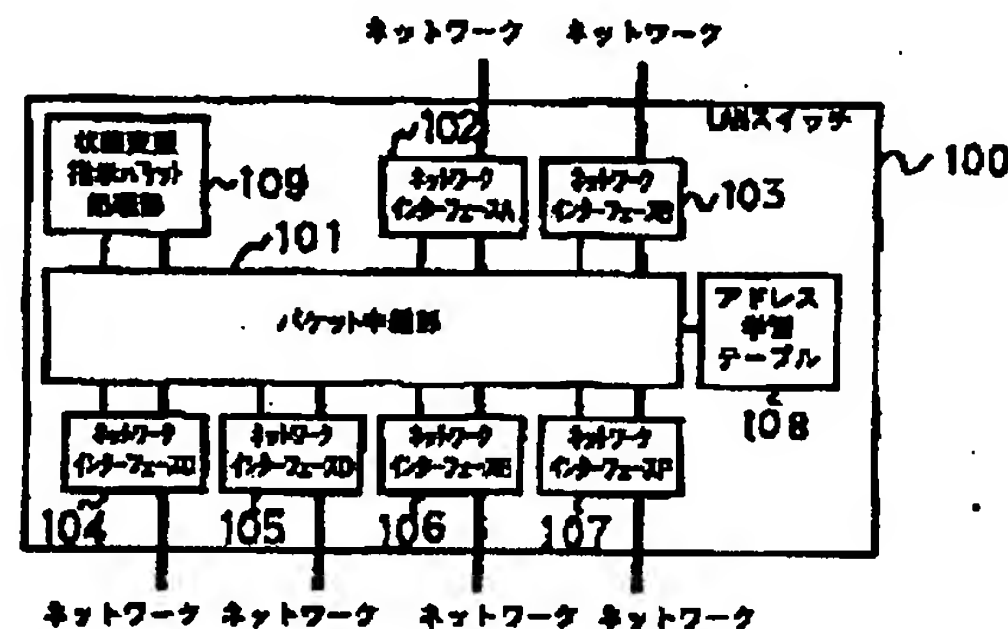 ネットワーク ネットワーク
LANスイッチ
100
状態変更
指示パケット
処理部
109
102
ネットワーク
インターフェースA
ネットワーク
インターフェースB
103
101
パケット中継部
アドレス
学習
テーブル
108
ネットワーク
インターフェースC
ネットワーク
インターフェースD
ネットワーク
インターフェースE
ネットワーク
インターフェースF
104
105
106
107
ネットワーク ネットワーク ネットワーク ネットワーク